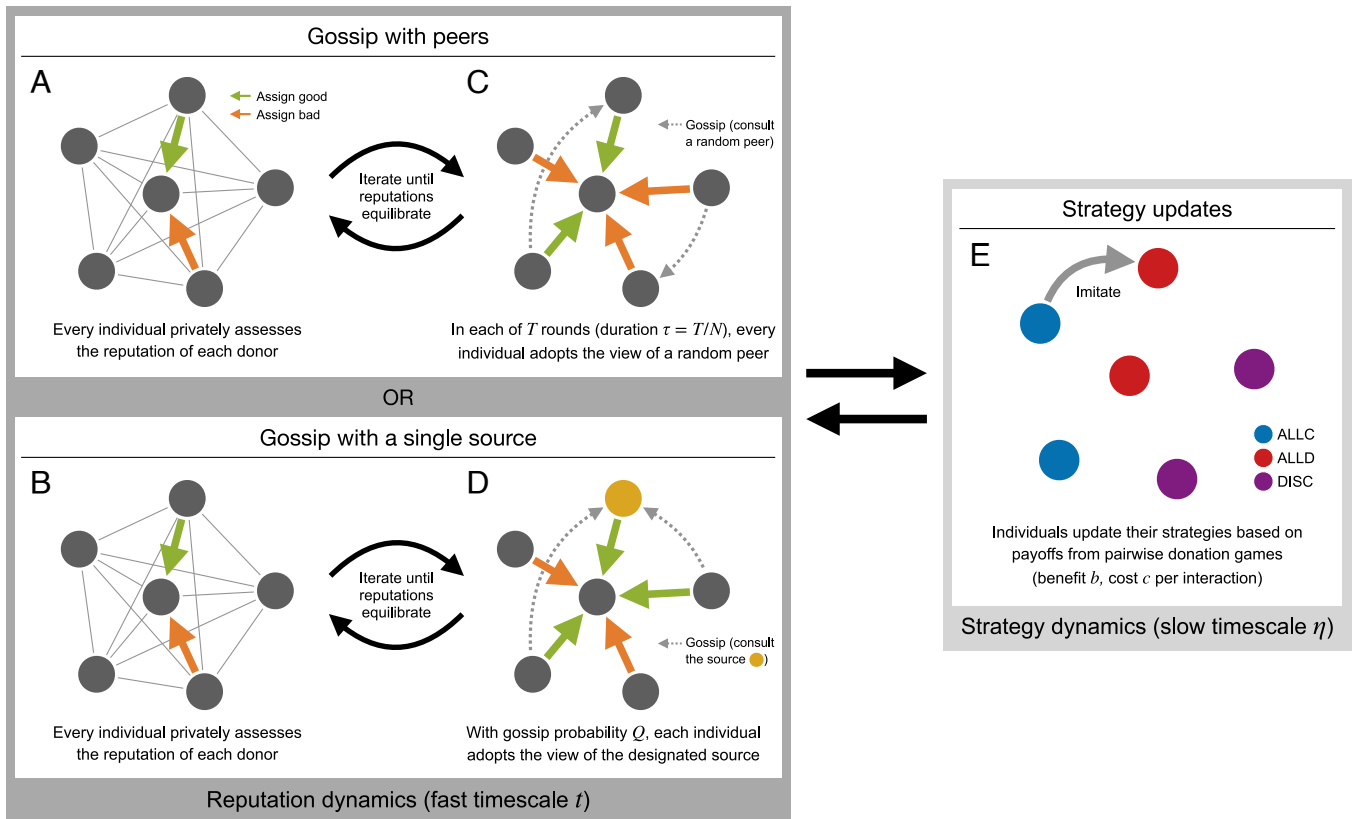 Gossip with peers
A
Assign good
Assign bad
Every individual privately assesses
the reputation of each donor
Iterate until
reputations
equilibrate
C
Gossip (consult
a random peer)
In each of T rounds (duration τ = T/N), every
individual adopts the view of a random peer
OR
Gossip with a single source
B
Every individual privately assesses
the reputation of each donor
Iterate until
reputations
equilibrate
D
Gossip (consult
the source )
With gossip probability Q, each individual
adopts the view of the designated source
Reputation dynamics (fast timescale t)
Strategy updates
E
Imitate
ALLC
ALLD
DISC
Individuals update their strategies based on
payoffs from pairwise donation games
(benefit b, cost c per interaction)
Strategy dynamics (slow timescale η)